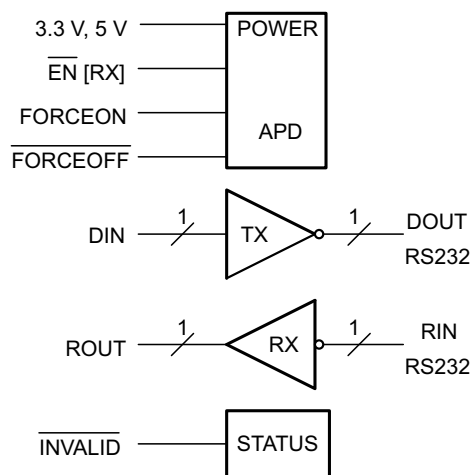 3.3 V, 5 V
POWER
EN [RX]
FORCEON
APD
FORCEOFF
DIN
1
TX
1
DOUT
RS232
ROUT
1
RX
1
RIN
RS232
INVALID
STATUS